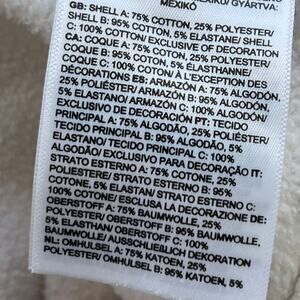 GYÁRTVA:
MEXIKÓ
GB: SHELL A: 75% COTTON, 25% POLYESTER/
SHELL B: 95% COTTON, 5% ELASTANE/ SHELL
C: 100% COTTON/ EXCLUSIVE OF DECORATION
CA: COQUE A: 75% COTON, 25% POLYESTER/
COQUE B: 95% COTON, 5% ÉLASTHANNE/
COQUE C: 100% COTON/ À L'EXCEPTION DES
DÉCORATIONS ES: ARMAZÓN A: 75% ALGODÓN,
25% POLIÉSTER/ ARMAZÓN B: 95% ALGODÓN,
5% ELASTANO/ ARMAZÓN C: 100% ALGODÓN/
EXCLUSIVO DE DECORACIÓN PT: TECIDO
PRINCIPAL A: 75% ALGODÃO, 25% POLIÉSTER/
TECIDO PRINCIPAL B: 95% ALGODÃO, 5%
ELASTANO/ TECIDO PRINCIPAL C: 100%
ALGODÃO/ EXCLUSIVO PARA DECORAÇÃO IT:
STRATO ESTERNO A: 75% COTONE, 25%
POLIESTERE/ STRATO ESTERNO B: 95%
COTONE, 5% ELASTAN/ STRATO ESTERNO C:
100% COTONE/ ESCLUSA LA DECORAZIONE DE:
OBERSTOFF A: 75% BAUMWOLLE, 25%
POLYESTER/ OBERSTOFF B: 95% BAUMWOLLE,
5% ELASTAN/ OBERSTOFF C: 100%
BAUMWOLLE/ AUSSCHLIEßLICH DEKORATION
NL: OMHULSEL A: 75% KATOEN, 25%
POLYESTER/ OMHULSEL B: 95% KATOEN, 5%